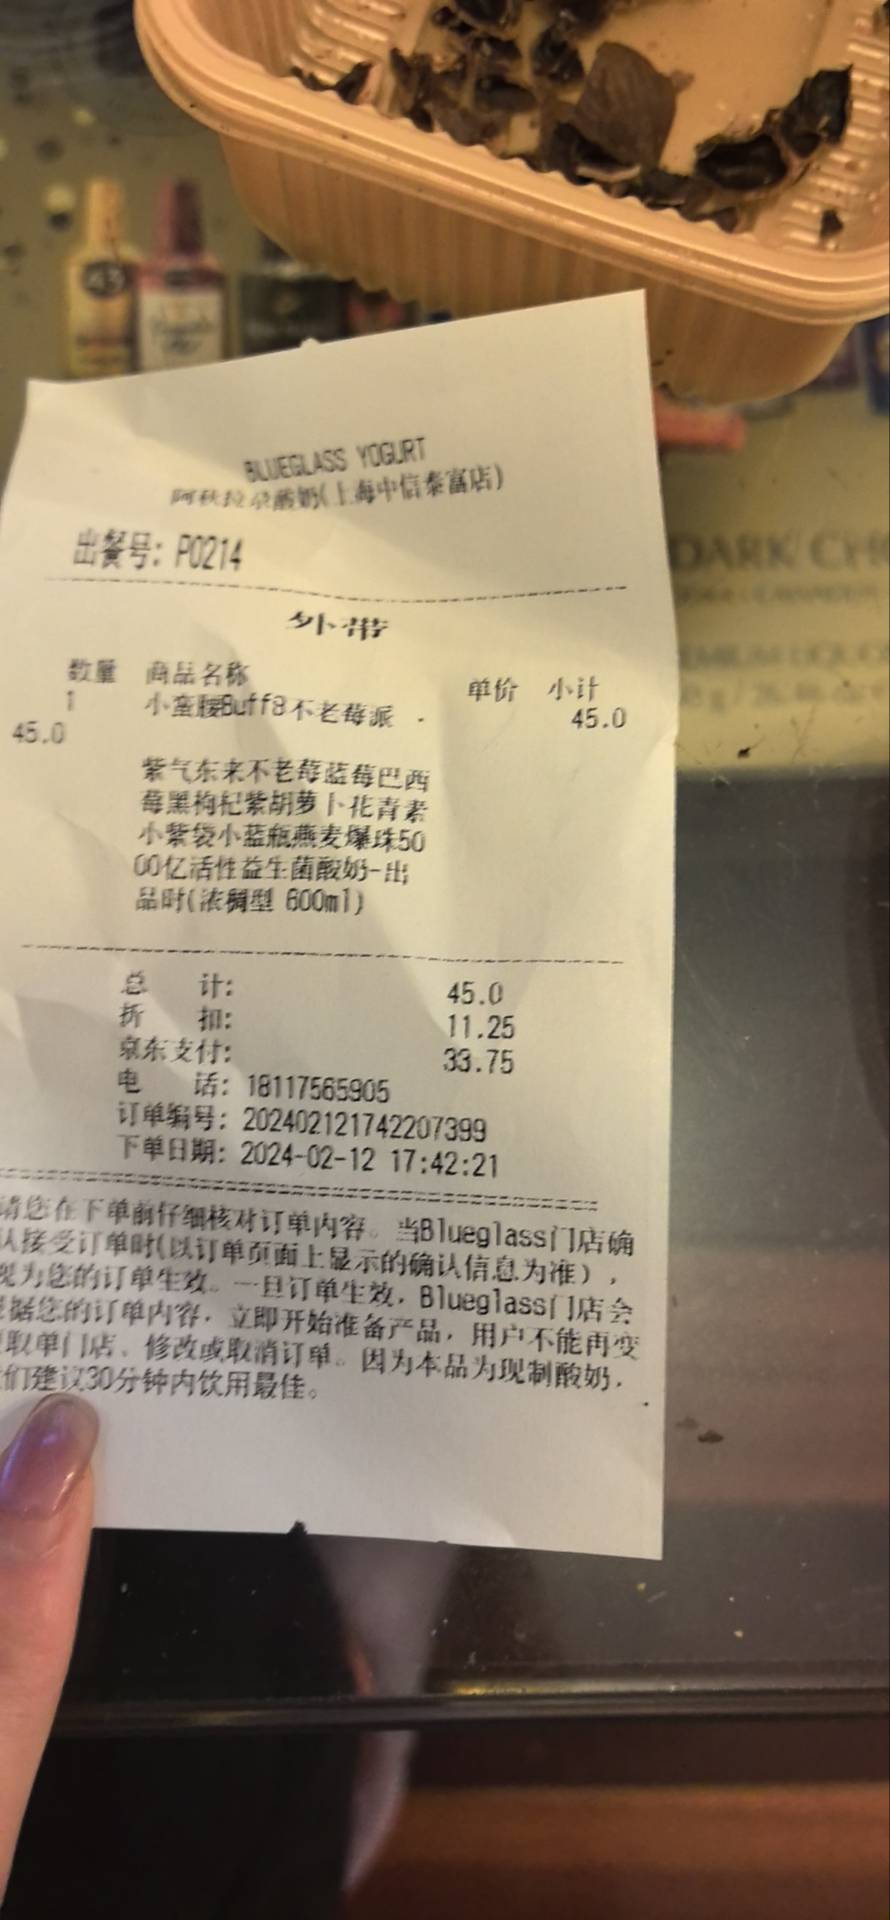 43
DARK CH
BLUEGLASS YOGURT
阿秋拉尕酸奶(上海中信泰富店)
出餐号: P0214
外带
数量 商品名称 单价 小计
1 小蛮腰Buff8不老莓派 45.0
45.0
紫气东来不老莓蓝莓巴西
莓黑枸杞紫胡萝卜花青素
小紫袋小蓝瓶燕麦爆珠50
00亿活性益生菌酸奶-出
品时(浓稠型 600ml)
总 计: 45.0
折 扣: 11.25
京东支付: 33.75
电 话: 18117565905
订单编号: 202402121742207399
下单日期: 2024-02-12 17:42:21
请您在下单前仔细核对订单内容。当Blueglass门店确
认接受订单时(以订单页面上显示的确认信息为准),
视为您的订单生效。一旦订单生效,Blueglass门店会
根据您的订单内容,立即开始准备产品,用户不能再变
更取单门店、修改或取消订单。因为本品为现制酸奶,
我们建议30分钟内饮用最佳。